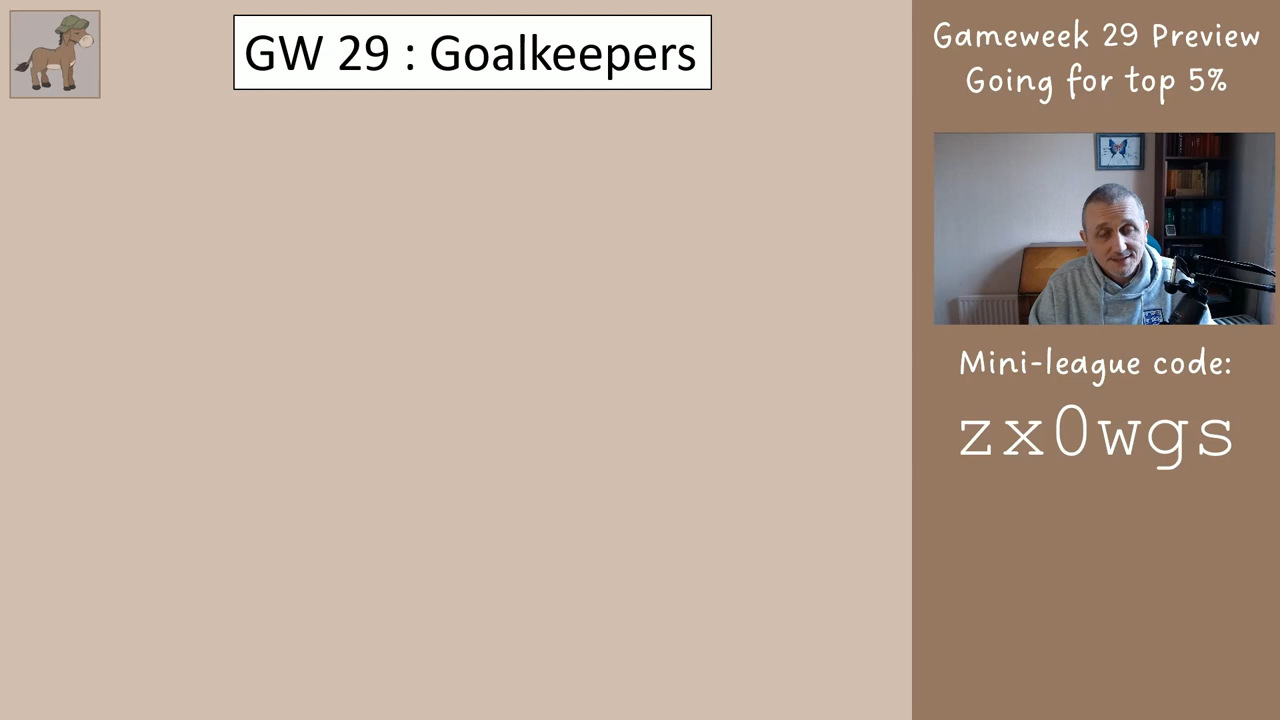 GW 29 : Goalkeepers
Gameweek 29 Preview
Going for top 5%
Mini-league code:
zx0wgs